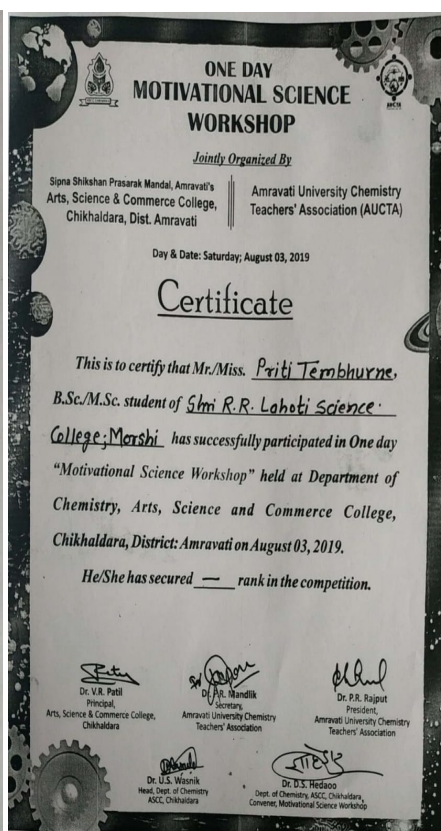 ONE DAY
MOTIVATIONAL SCIENCE
WORKSHOP
AUCTA
Jointly Organized By
Sipna Shikshan Prasarak Mandal, Amravati's
Arts, Science & Commerce College,
Chikhaldara, Dist. Amravati
Amravati University Chemistry
Teachers' Association (AUCTA)
Day & Date: Saturday; August 03, 2019
Certificate
This is to certify that Mr./Miss. Priti Tembhurne,
B.Sc./M.Sc. student of Shri R.R. Lahoti Science
College; Morshi has successfully participated in One day
"Motivational Science Workshop" held at Department of
Chemistry, Arts, Science and Commerce College,
Chikhaldara, District: Amravati on August 03, 2019.
He/She has secured — rank in the competition.
Dr. V.R. Patil
Principal,
Arts, Science & Commerce College,
Chikhaldara
Dr. A.R. Mandlik
Secretary,
Amravati University Chemistry
Teachers' Association
Dr. P.R. Rajput
President,
Amravati University Chemistry
Teachers' Association
Dr. U.S. Wasnik
Head, Dept. of Chemistry
ASCC, Chikhaldara
Dr. D.S. Hedaoo
Dept. of Chemistry, ASCC, Chikhaldara
Convener, Motivational Science Workshop